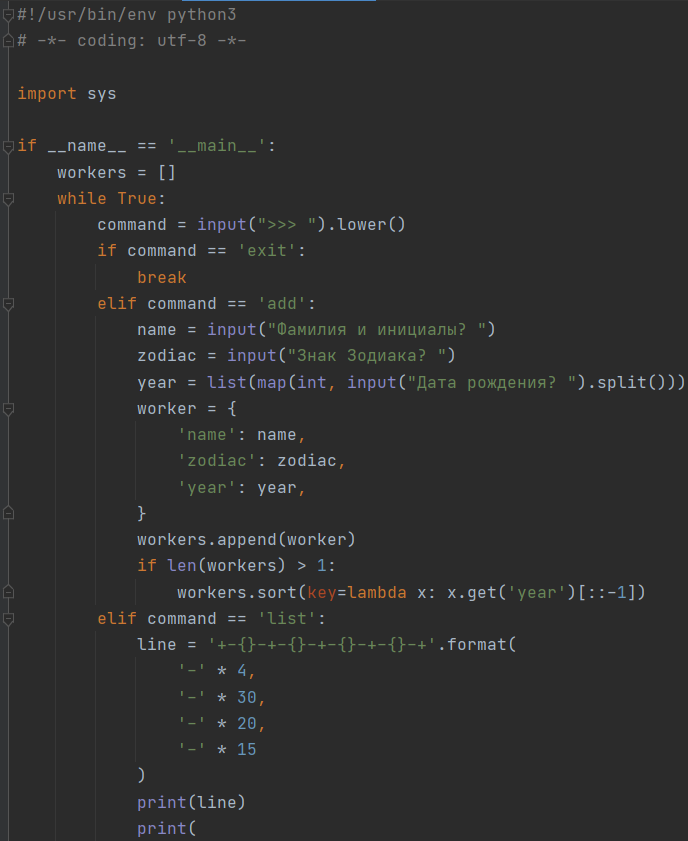 #!/usr/bin/env python3
# -*- coding: utf-8 -*-

import sys

if __name__ == '__main__':
    workers = []
    while True:
        command = input(">>> ").lower()
        if command == 'exit':
            break
        elif command == 'add':
            name = input("Фамилия и инициалы? ")
            zodiac = input("Знак Зодиака? ")
            year = list(map(int, input("Дата рождения? ").split()))
            worker = {
                'name': name,
                'zodiac': zodiac,
                'year': year,
            }
            workers.append(worker)
            if len(workers) > 1:
                workers.sort(key=lambda x: x.get('year')[::-1])
        elif command == 'list':
            line = '+-{}-+-{}-+-{}-+-{}-+'.format(
                '-' * 4,
                '-' * 30,
                '-' * 20,
                '-' * 15
            )
            print(line)
            print(